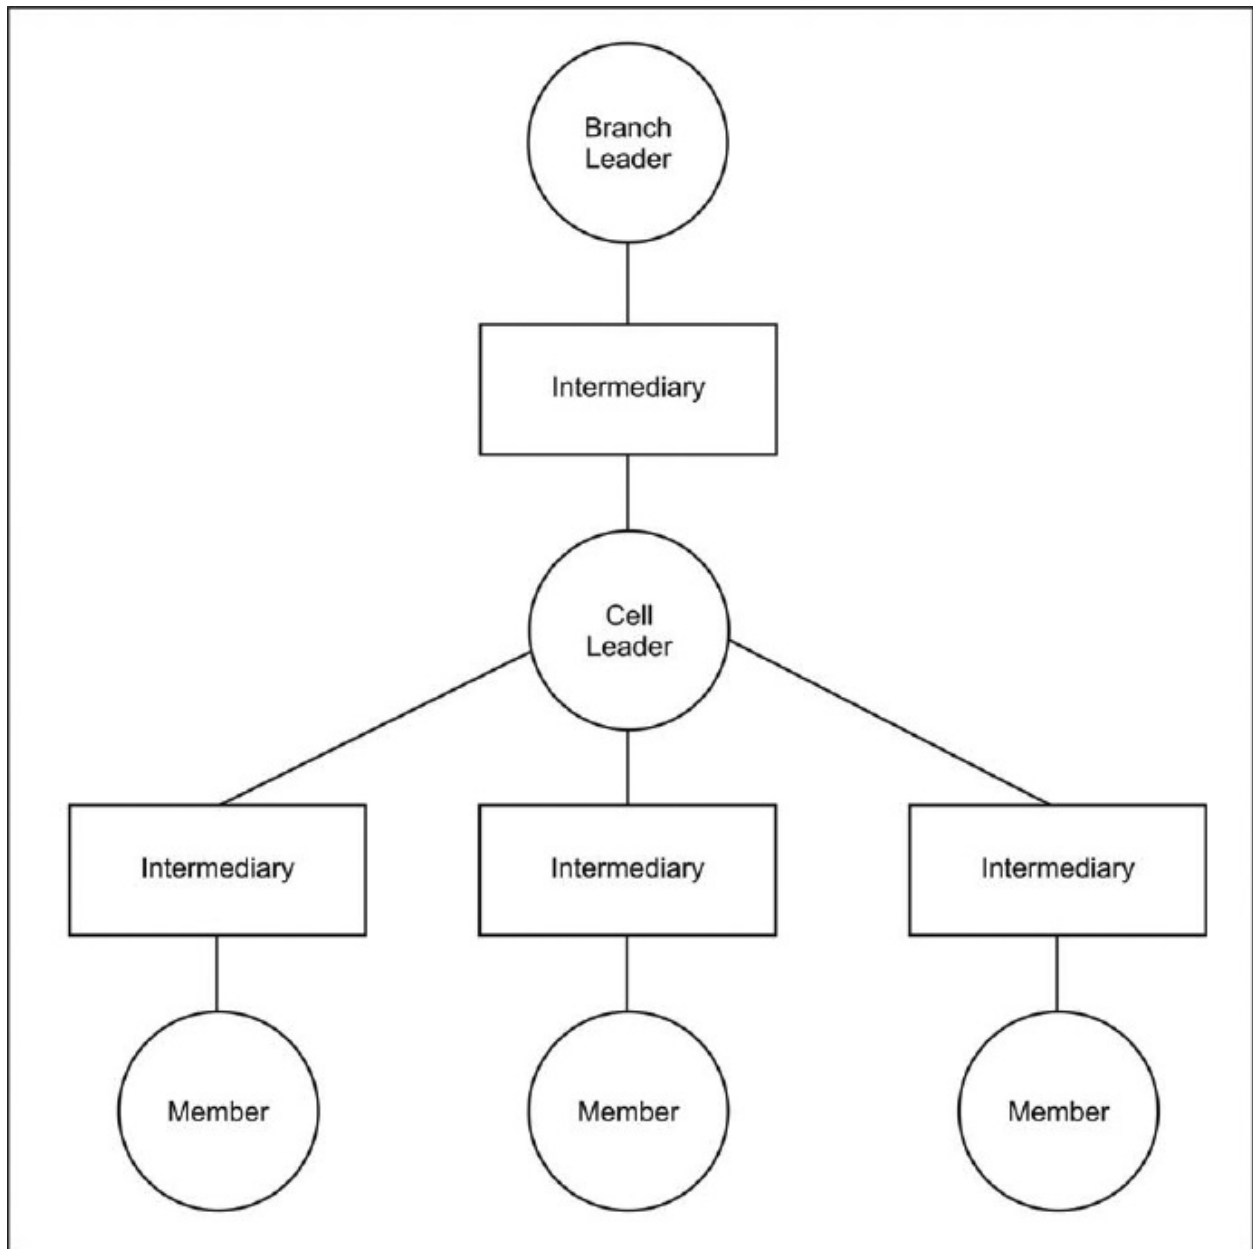 Branch
Leader
Intermediary
Cell
Leader
Intermediary
Intermediary
Intermediary
Member
Member
Member